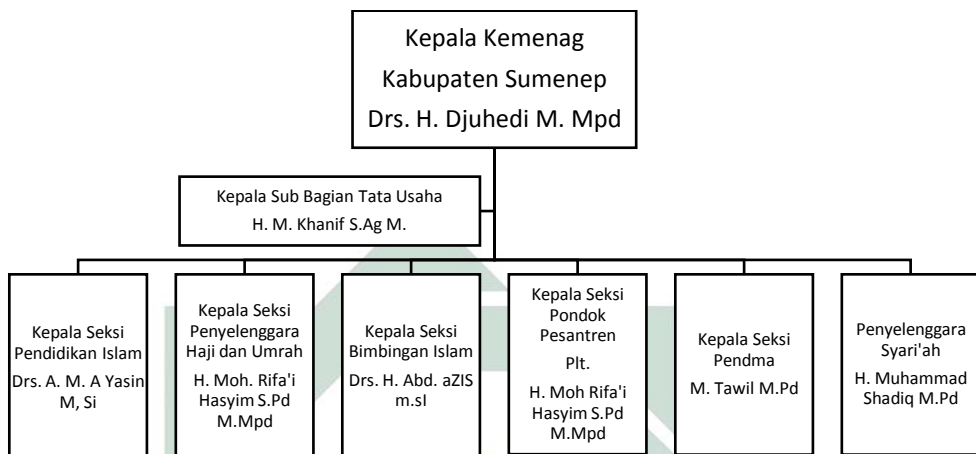 Kepala Kemenag
Kabupaten Sumenep
Drs. H. Djuhedi M. Mpd
Kepala Sub Bagian Tata Usaha
H. M. Khanif S.Ag M.
Kepala Seksi
Pendidikan Islam
Drs. A. M. A Yasin
M, Si
Kepala Seksi
Penyelenggara
Haji dan Umrah
H. Moh. Rifa'i
Hasyim S.Pd
M.Mpd
Kepala Seksi
Bimbingan Islam
Drs. H. Abd. aZIS
m.sI
Kepala Seksi
Pondok
Pesantren
Plt.
H. Moh Rifa'i
Hasyim S.Pd
M.Mpd
Kepala Seksi
Pendma
M. Tawil M.Pd
Penyelenggara
Syari'ah
H. Muhammad
Shadiq M.Pd